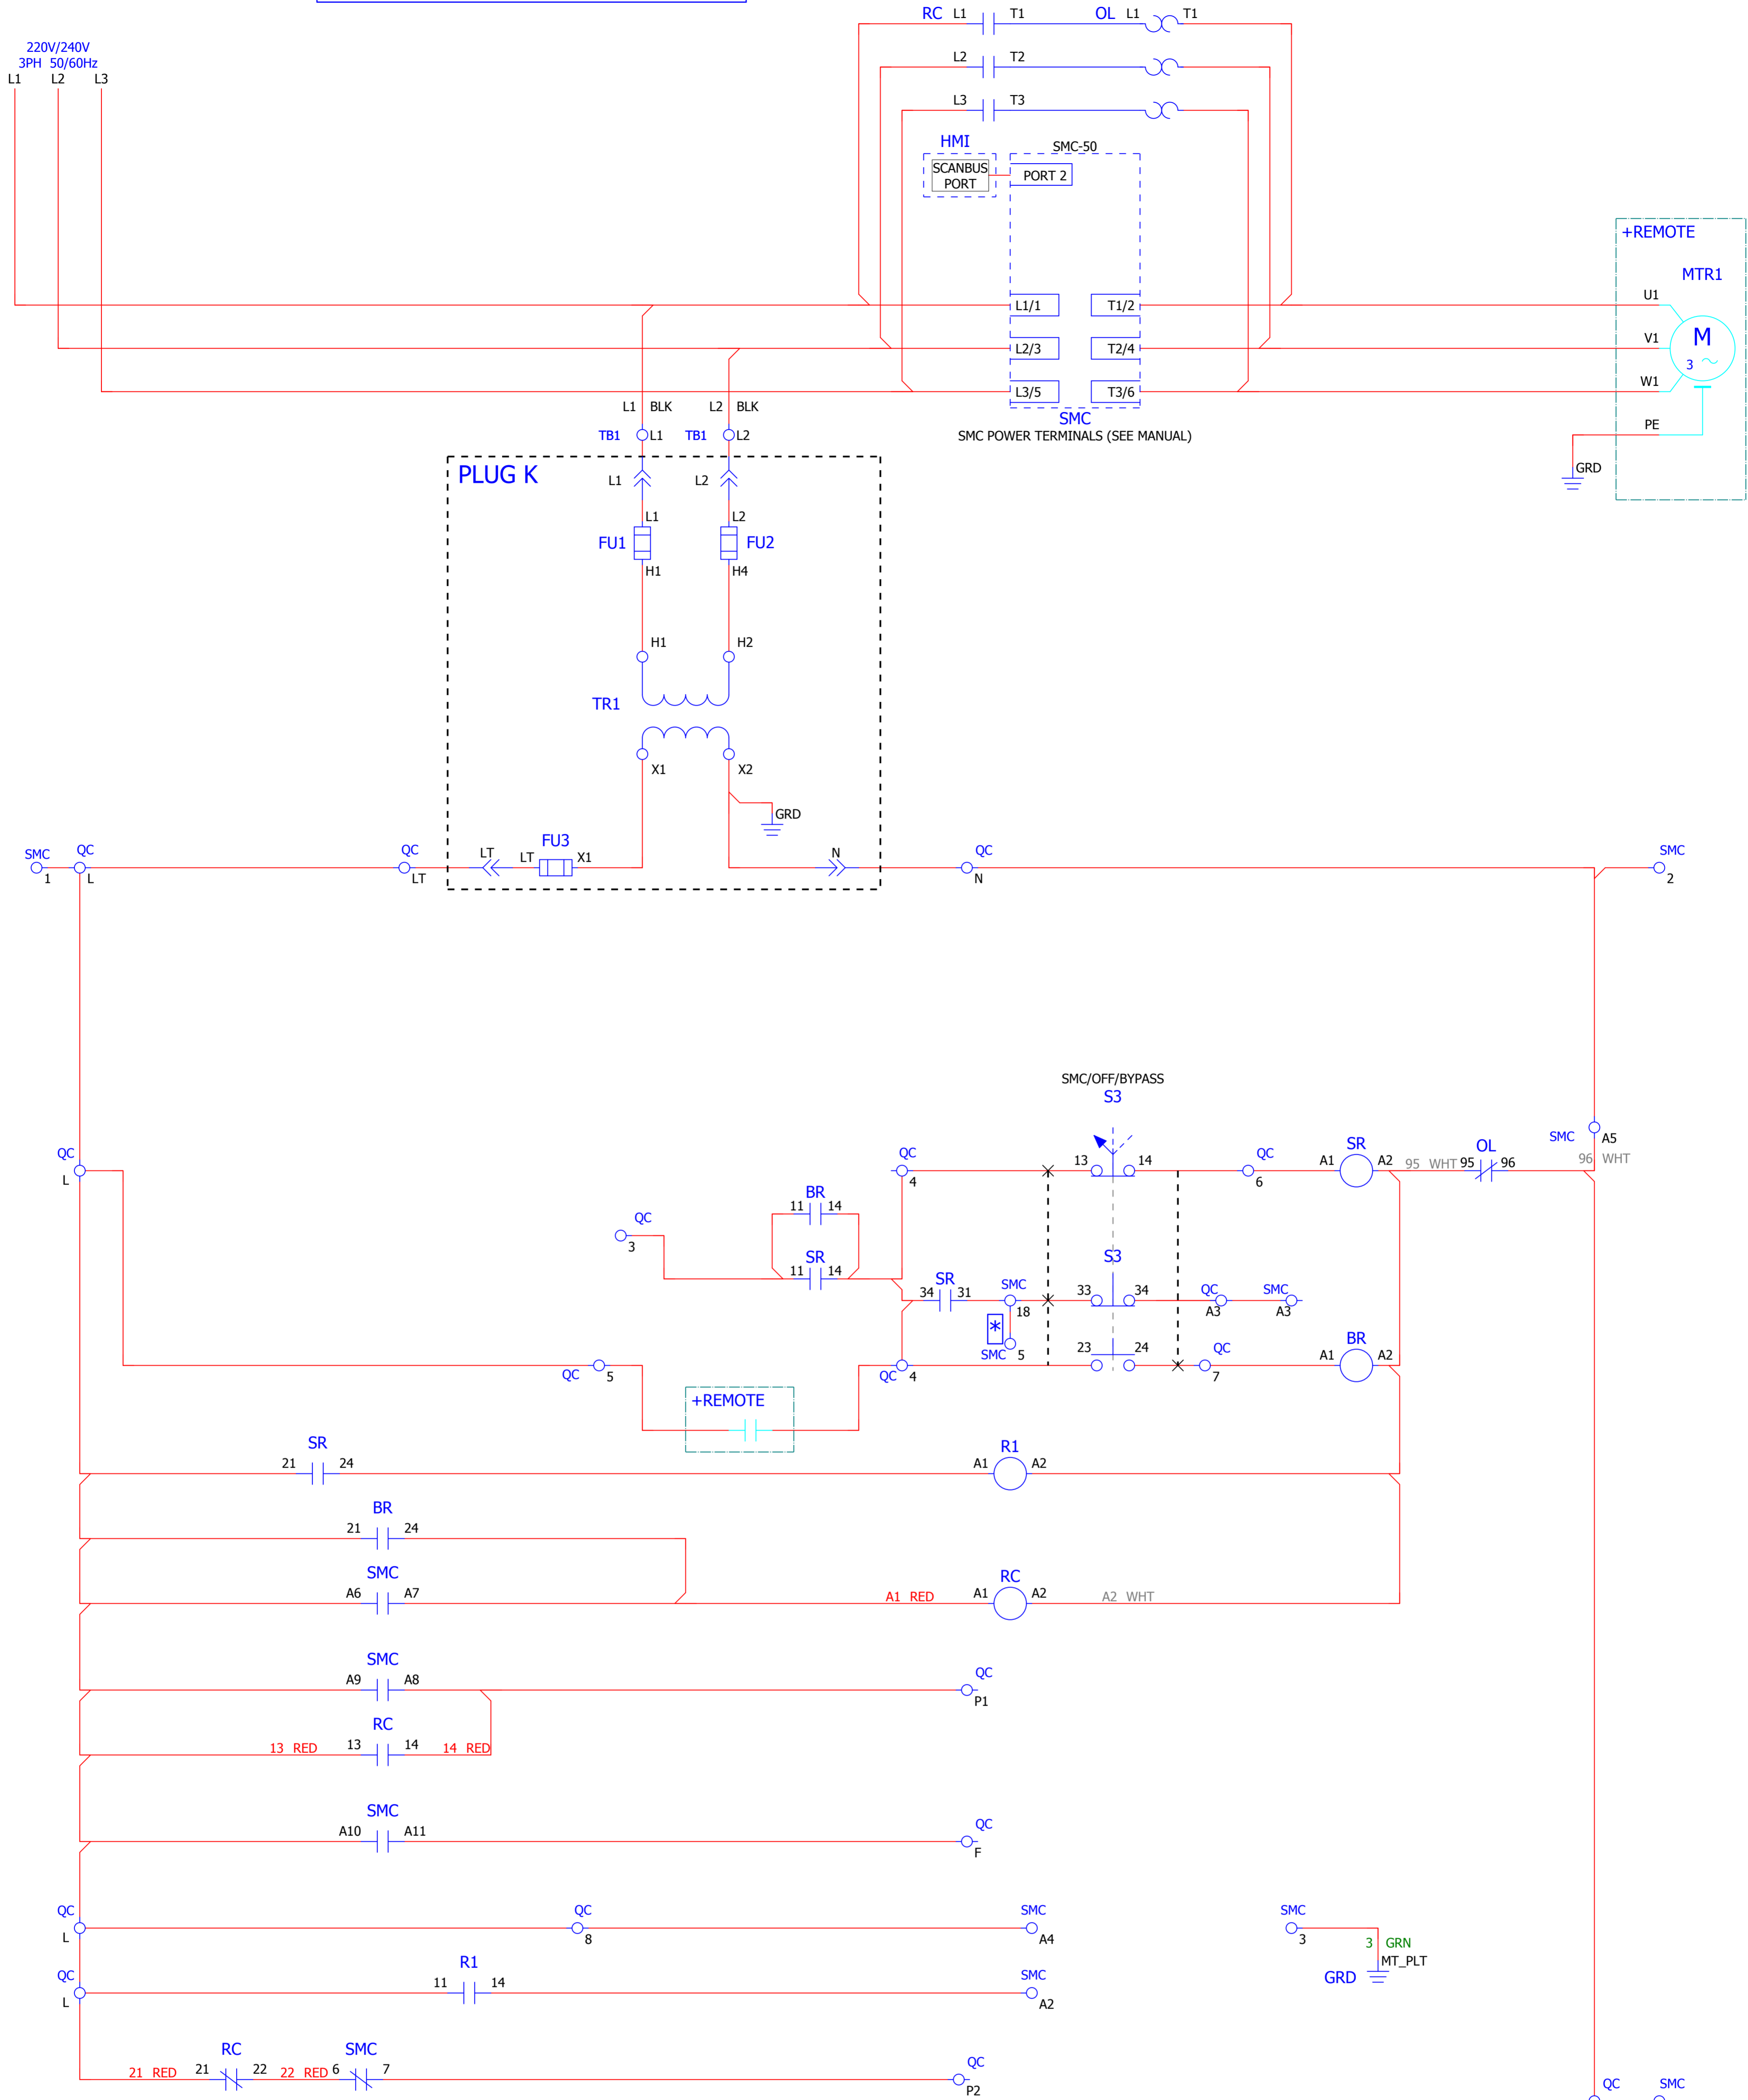 RC L1 T1 OL L1 T1
220V/240V
3PH 50/60Hz
L1 L2 L3
L2 T2
L3 T3
HMI
SMC-50
SCANBUS
PORT
PORT 2
+REMOTE
MTR1
L1/1 T1/2 U1
L2/3 T2/4 V1
M
3
L3/5 T3/6 W1
L1 BLK L2 BLK
SMC
SMC POWER TERMINALS (SEE MANUAL)
PE
TB1 L1 TB1 L2
GRD
PLUG K
L1 L2
L1 L2
FU1 FU2
H1 H4
H1 H2
TR1
X1 X2
GRD
FU3
SMC QC QC LT LT X1 N QC SMC
1 L LT N 2
SMC/OFF/BYPASS
S3
SMC A5
QC QC 13 14 QC SR OL
A1 A2 95 WHT 95 96 96 WHT
L 4 6
BR
11 14
QC
3
SR
11 14
S3
SR
34 31 SMC 33 34 QC SMC
18 A3 A3
*
SMC 5 23 24 QC BR
A1 A2
QC 5 QC 4 7
+REMOTE
SR
21 24
R1
A1 A2
BR
21 24
SMC
A6 A7
RC
A1 RED A1 A2 A2 WHT
SMC
A9 A8
QC
P1
RC
13 RED 13 14 14 RED
SMC
A10 A11
QC
F
QC QC SMC SMC
L 8 A4 3
3 GRN
MT_PLT
GRD
QC R1 SMC
11 14
L A2
RC SMC
21 RED 21 22 22 RED 6 7
QC
P2
QC SMC